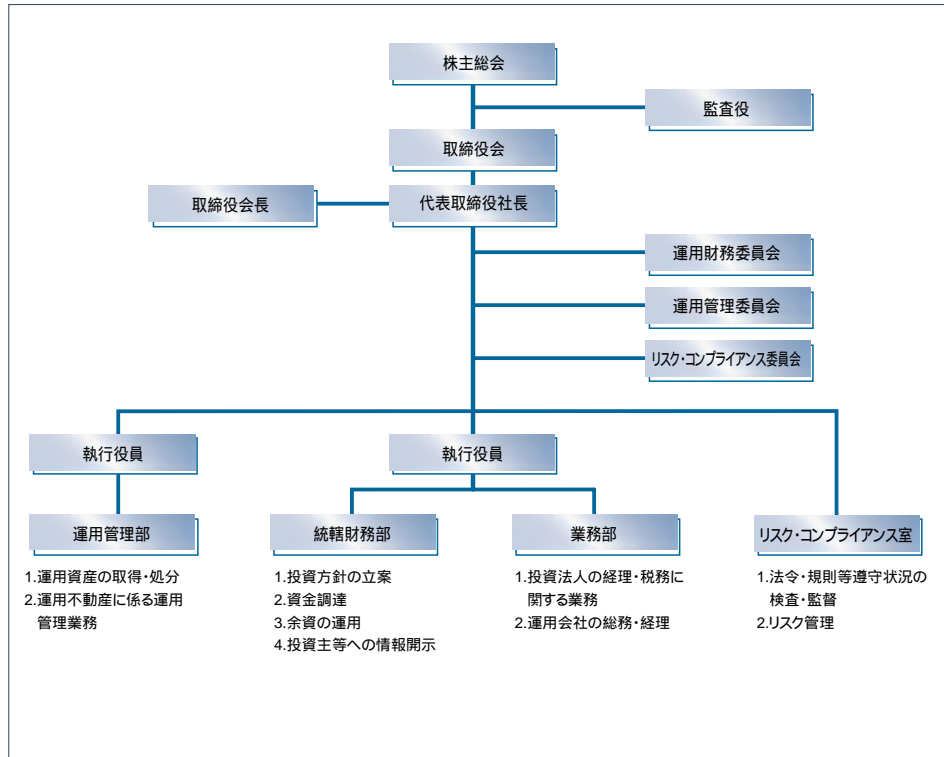 株主総会
監査役
取締役会
取締役会長
代表取締役社長
運用財務委員会
運用管理委員会
リスク・コンプライアンス委員会
執行役員
執行役員
運用管理部
統轄財務部
業務部
リスク・コンプライアンス室
1.運用資産の取得・処分
2.運用不動産に係る運用
管理業務
1.投資方針の立案
2.資金調達
3.余資の運用
4.投資主等への情報開示
1.投資法人の経理・税務に
関する業務
2.運用会社の総務・経理
1.法令・規則等遵守状況の
検査・監督
2.リスク管理